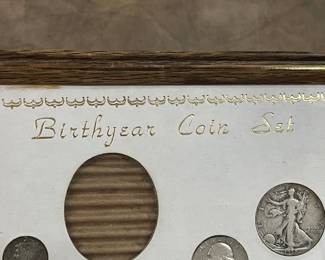 Birthyear Coin Set